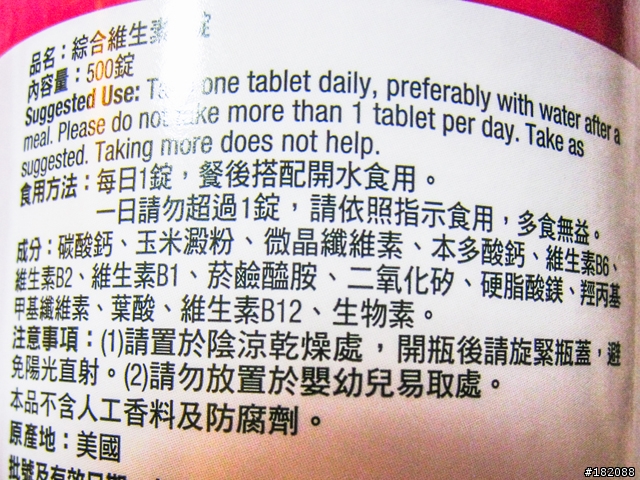 品名：綜合維生素 錠
內容量：500錠
Suggested Use: Take one tablet daily, preferably with water after a
meal. Please do not take more than 1 tablet per day. Take as
suggested. Taking more does not help.
食用方法：每日1錠，餐後搭配開水食用。
一日請勿超過1錠，請依照指示食用，多食無益。
成分：碳酸鈣、玉米澱粉、微晶纖維素、本多酸鈣、維生素B6、
維生素B2、維生素B1、菸鹼醯胺、二氧化矽、硬脂酸鎂、羥丙基
甲基纖維素、葉酸、維生素B12、生物素。
注意事項：(1)請置於陰涼乾燥處，開瓶後請旋緊瓶蓋，避
免陽光直射。(2)請勿放置於嬰幼兒易取處。
本品不含人工香料及防腐劑。
原產地：美國
批號及有效日期
#182088